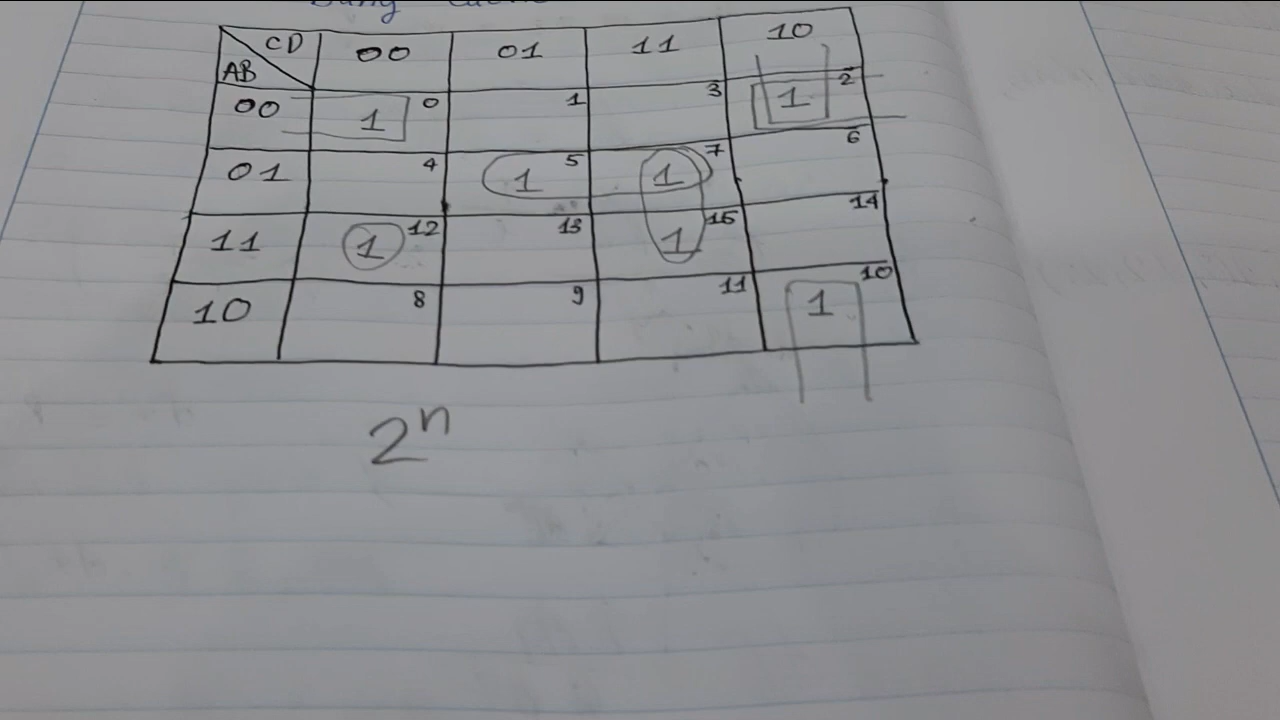 CD 00 01 11 10
AB
00 1 0 1 3 1 2
01 4 1 5 1 7 6
11 1 12 13 1 15 14
10 8 9 11 1 10
2ⁿ